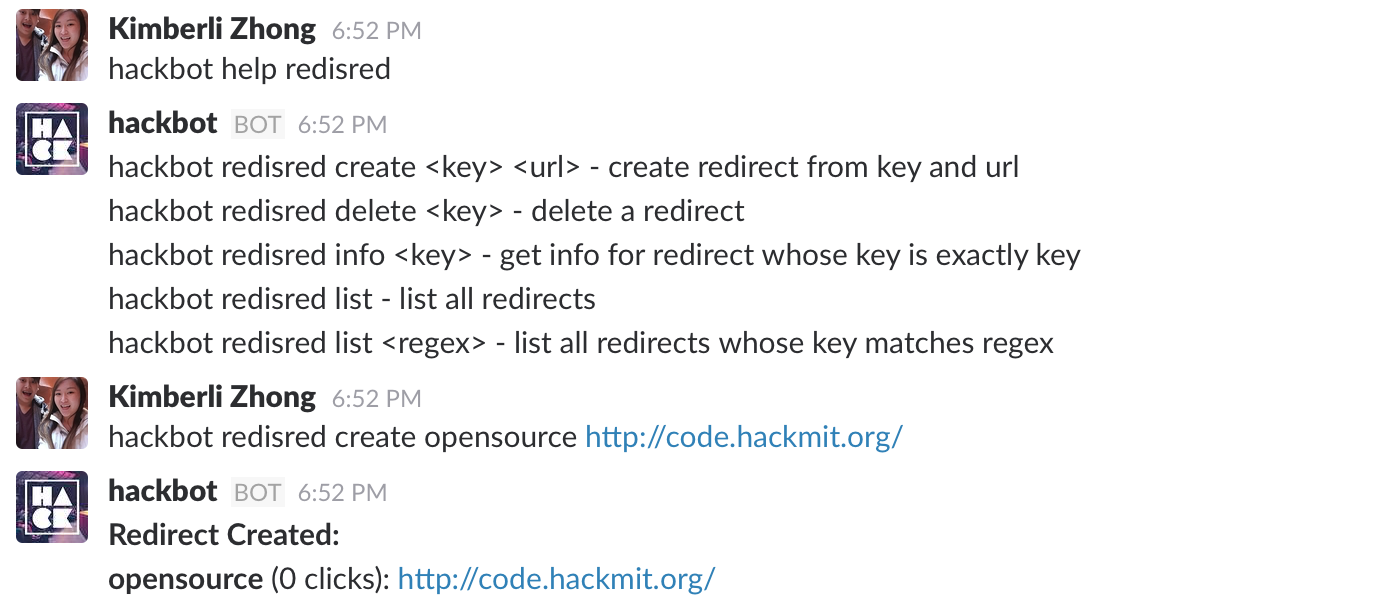 Kimberli Zhong 6:52 PM
hackbot help redisred
HA
CK
hackbot BOT 6:52 PM
hackbot redisred create <key> <url> - create redirect from key and url
hackbot redisred delete <key> - delete a redirect
hackbot redisred info <key> - get info for redirect whose key is exactly key
hackbot redisred list - list all redirects
hackbot redisred list <regex> - list all redirects whose key matches regex
Kimberli Zhong 6:52 PM
hackbot redisred create opensource http://code.hackmit.org/
HA
CK
hackbot BOT 6:52 PM
Redirect Created:
opensource (0 clicks): http://code.hackmit.org/